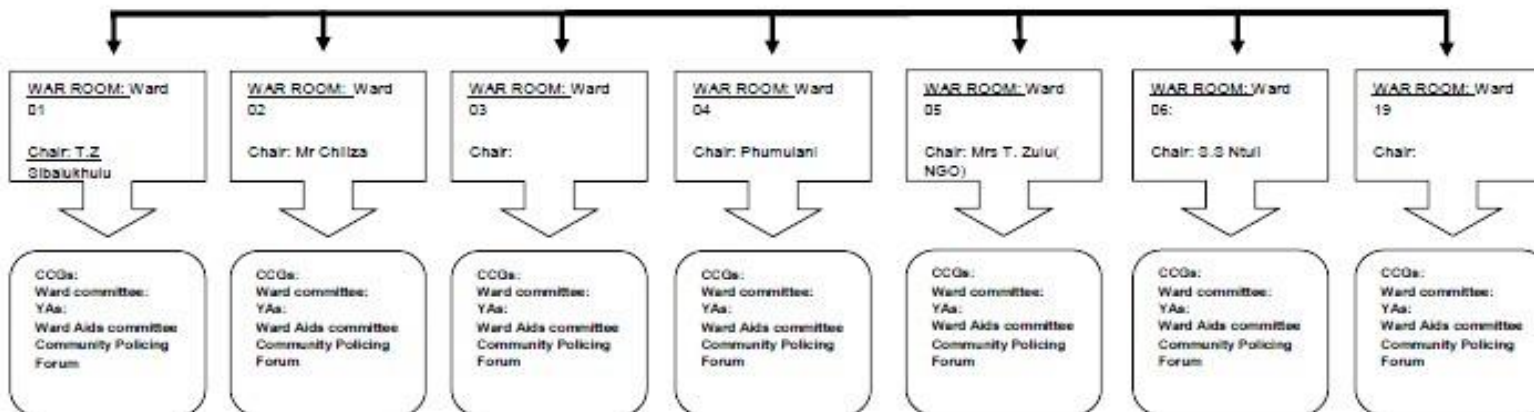 WAR ROOM: Ward
01
Chair: T.Z
Sibalukhulu
WAR ROOM: Ward
02
Chair: Mr Chiliza
WAR ROOM: Ward
03
Chair:
WAR ROOM: Ward
04
Chair: Phumulani
WAR ROOM: Ward
05
Chair: Mrs T. Zulu(
NGO)
WAR ROOM: Ward
06:
Chair: S.S Ntuli
WAR ROOM: Ward
19
Chair:
CCGs:
Ward committee:
YAs:
Ward Aids committee
Community Policing
Forum
CCGs:
Ward committee:
YAs:
Ward Aids committee
Community Policing
Forum
CCGs:
Ward committee:
YAs:
Ward Aids committee
Community Policing
Forum
CCGs:
Ward committee:
YAs:
Ward Aids committee
Community Policing
Forum
CCGs:
Ward committee:
YAs:
Ward Aids committee
Community Policing
Forum
CCGs:
Ward committee:
YAs:
Ward Aids committee
Community Policing
Forum
CCGs:
Ward committee:
YAs:
Ward Aids committee
Community Policing
Forum